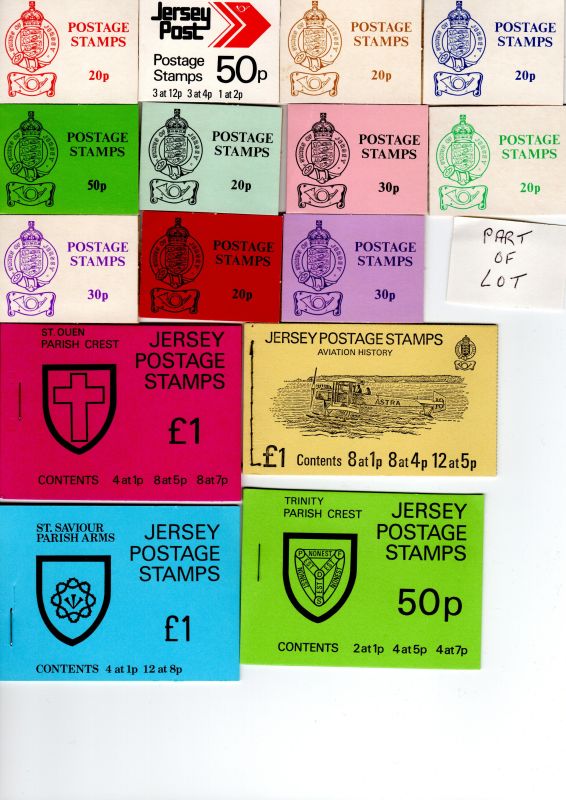 POSTAGE
STAMPS
20p
Jersey
Post
Postage
Stamps 50p
3 at 12p 3 at 4p 1 at 2p
POSTAGE
STAMPS
20p
POSTAGE
STAMPS
20p
POSTAGE
STAMPS
50p
POSTAGE
STAMPS
20p
POSTAGE
STAMPS
30p
POSTAGE
STAMPS
20p
POSTAGE
STAMPS
30p
POSTAGE
STAMPS
20p
POSTAGE
STAMPS
30p
PART
OF
LOT
ST. OUEN
PARISH CREST
JERSEY
POSTAGE
STAMPS
£1
CONTENTS 4 at 1p 8 at 5p 8 at 7p
JERSEY POSTAGE STAMPS
AVIATION HISTORY
ASTRA
£1 Contents 8 at 1p 8 at 4p 12 at 5p
ST. SAVIOUR
PARISH ARMS
JERSEY
POSTAGE
STAMPS
£1
CONTENTS 4 at 1p 12 at 8p
TRINITY
PARISH CREST
JERSEY
POSTAGE
STAMPS
50p
CONTENTS 2 at 1p 4 at 5p 4 at 7p